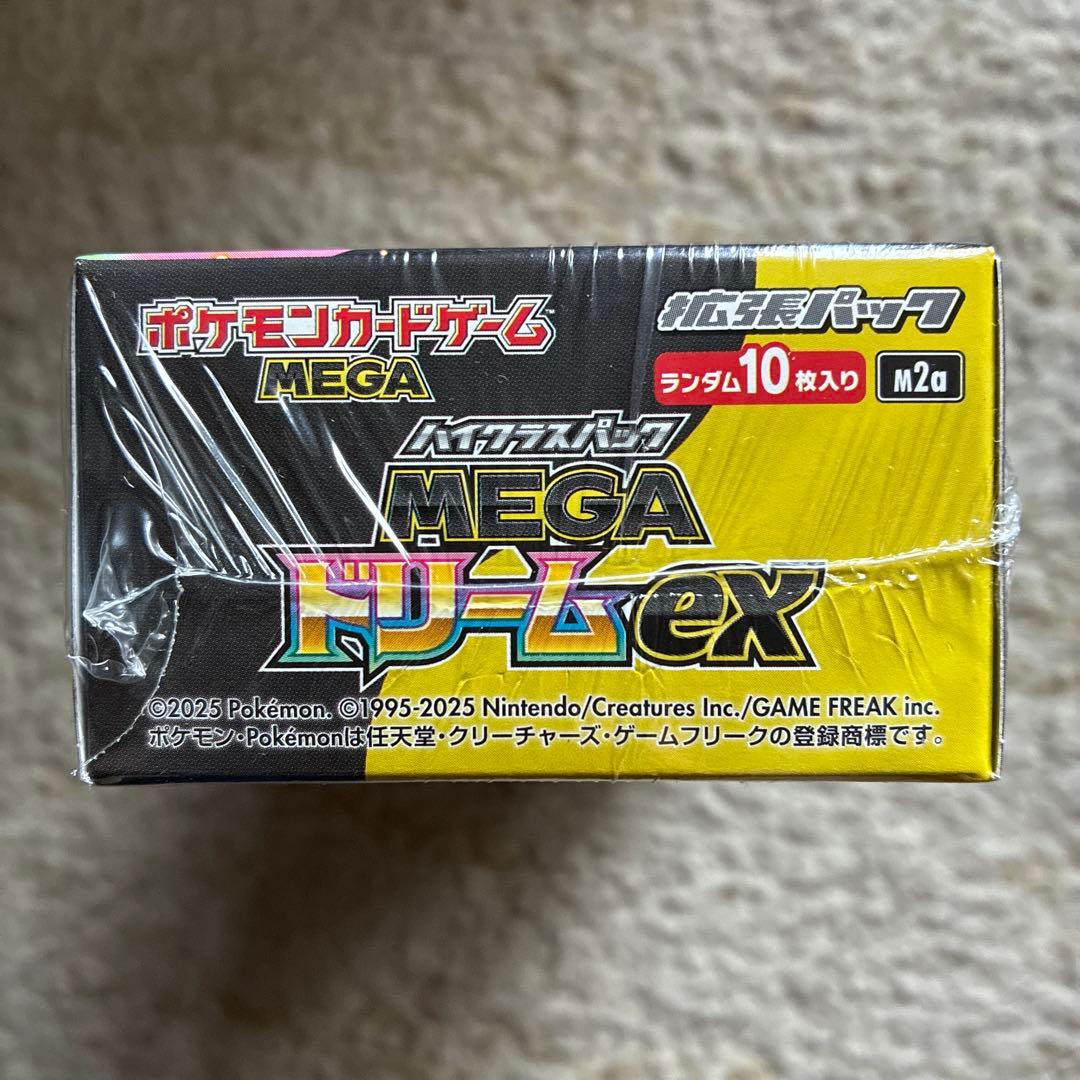 ポケモンカードゲーム™
MEGA
拡張パック
ランダム10枚入り
M2a
ハイクラスパック
MEGA
ドリームex
©2025 Pokémon. ©1995-2025 Nintendo/Creatures Inc./GAME FREAK inc.
ポケモン・Pokémonは任天堂・クリーチャーズ・ゲームフリークの登録商標です。